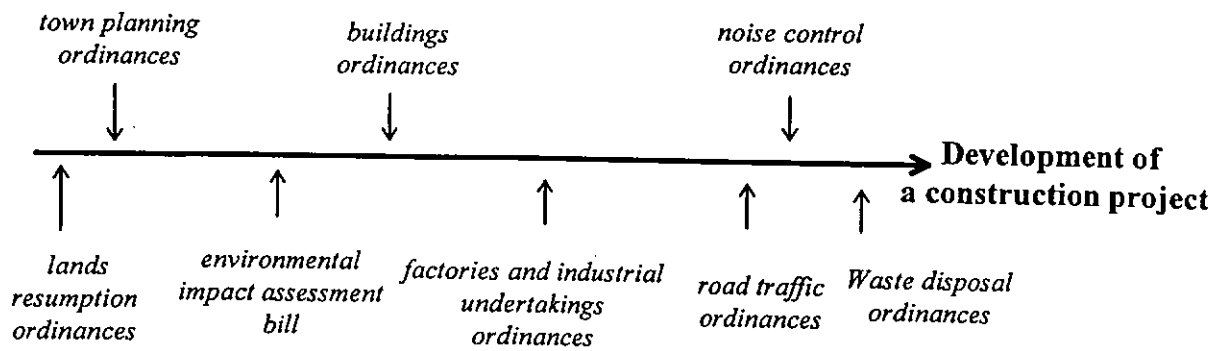 town planning
ordinances
buildings
ordinances
noise control
ordinances
Development of
a construction project
lands
resumption
ordinances
environmental
impact assessment
bill
factories and industrial
undertakings
ordinances
road traffic
ordinances
Waste disposal
ordinances